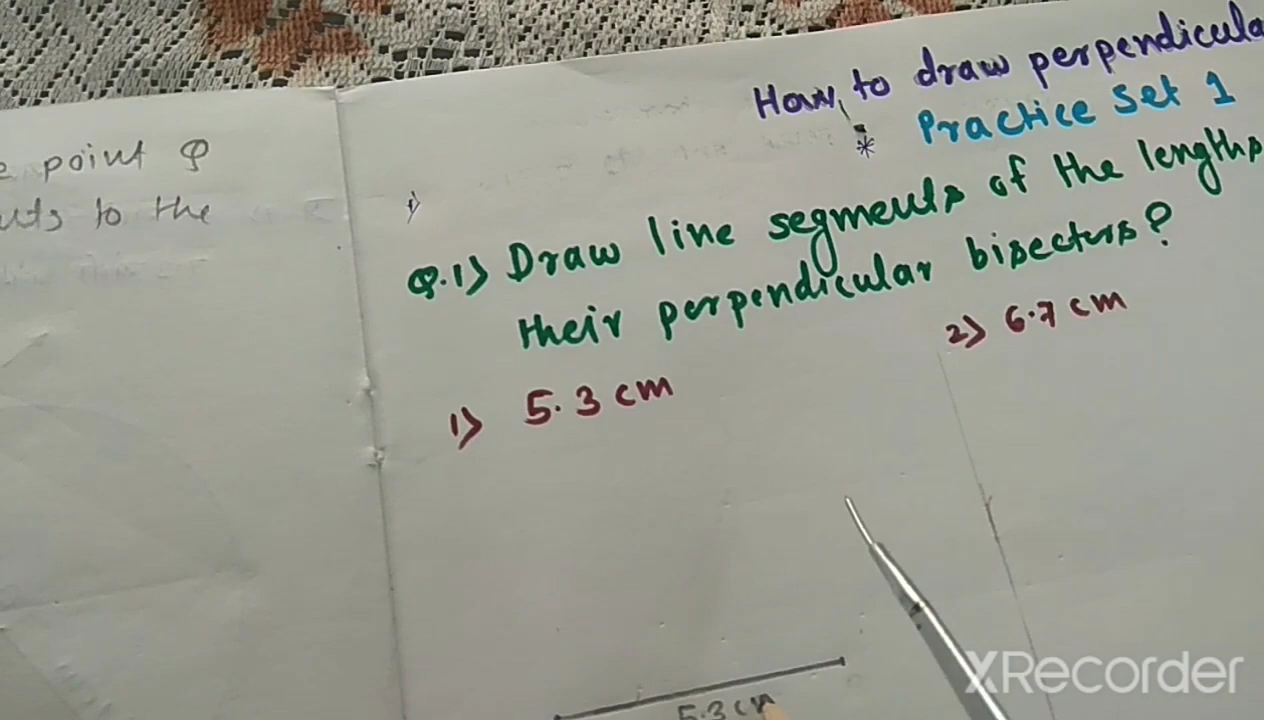 point Q
to the
How to draw perpendicula
* Practice Set 1
1)
Q.1) Draw line segments of the lengths
their perpendicular bisectors?
1) 5.3 cm
2) 6.7 cm
5.3 cm
XRecorder